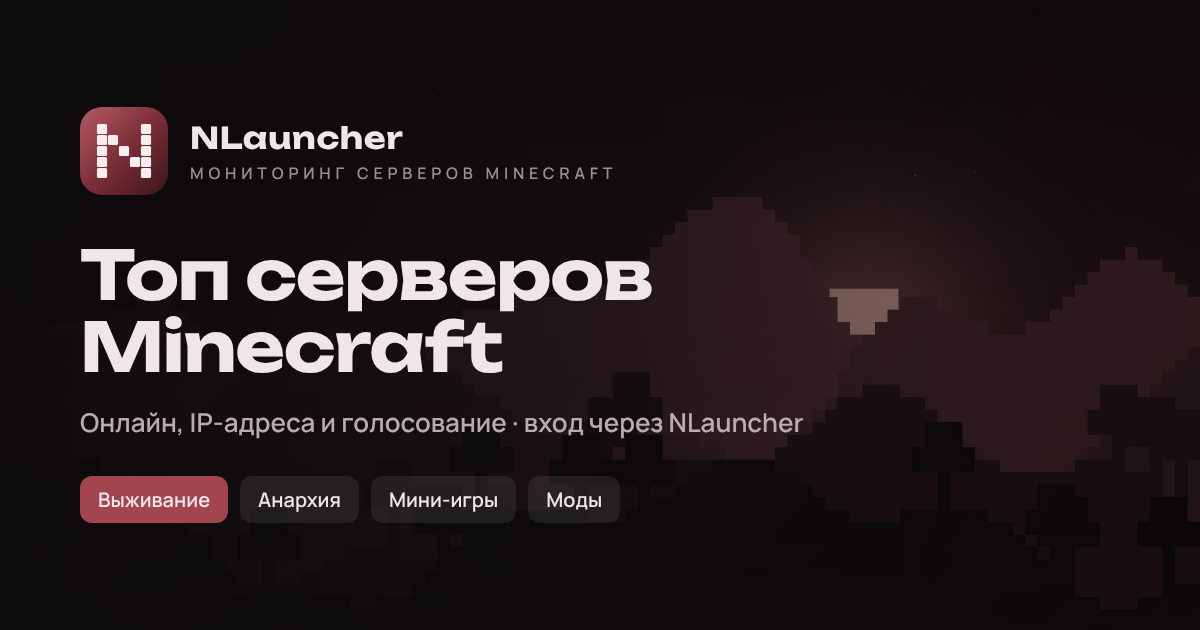 NLauncher
МОНИТОРИНГ СЕРВЕРОВ MINECRAFT
Топ серверов
Minecraft
Онлайн, IP-адреса и голосование · вход через NLauncher
Выживание Анархия Мини-игры Моды